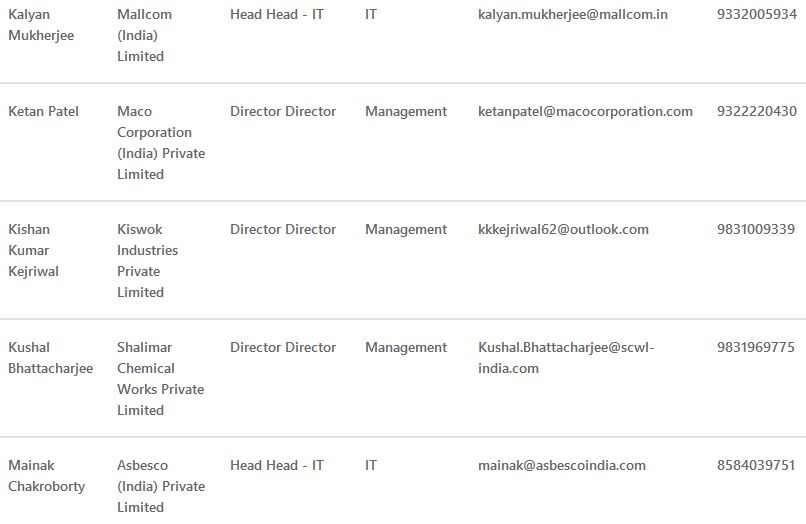 Kalyan Mallcom Head Head - IT IT kalyan.mukherjee@mallcom.in 9332005934
Mukherjee (India)
Limited
Ketan Patel Maco Director Director Management ketanpatel@macocorporation.com 9322220430
Corporation
(India) Private
Limited
Kishan Kiswok Director Director Management kkkejriwal62@outlook.com 9831009339
Kumar Industries
Kejriwal Private
Limited
Kushal Shalimar Director Director Management Kushal.Bhattacharjee@scwl- 9831969775
Bhattacharjee Chemical india.com
Works Private
Limited
Mainak Asbesco Head Head - IT IT mainak@asbescoindia.com 8584039751
Chakroborty (India) Private
Limited